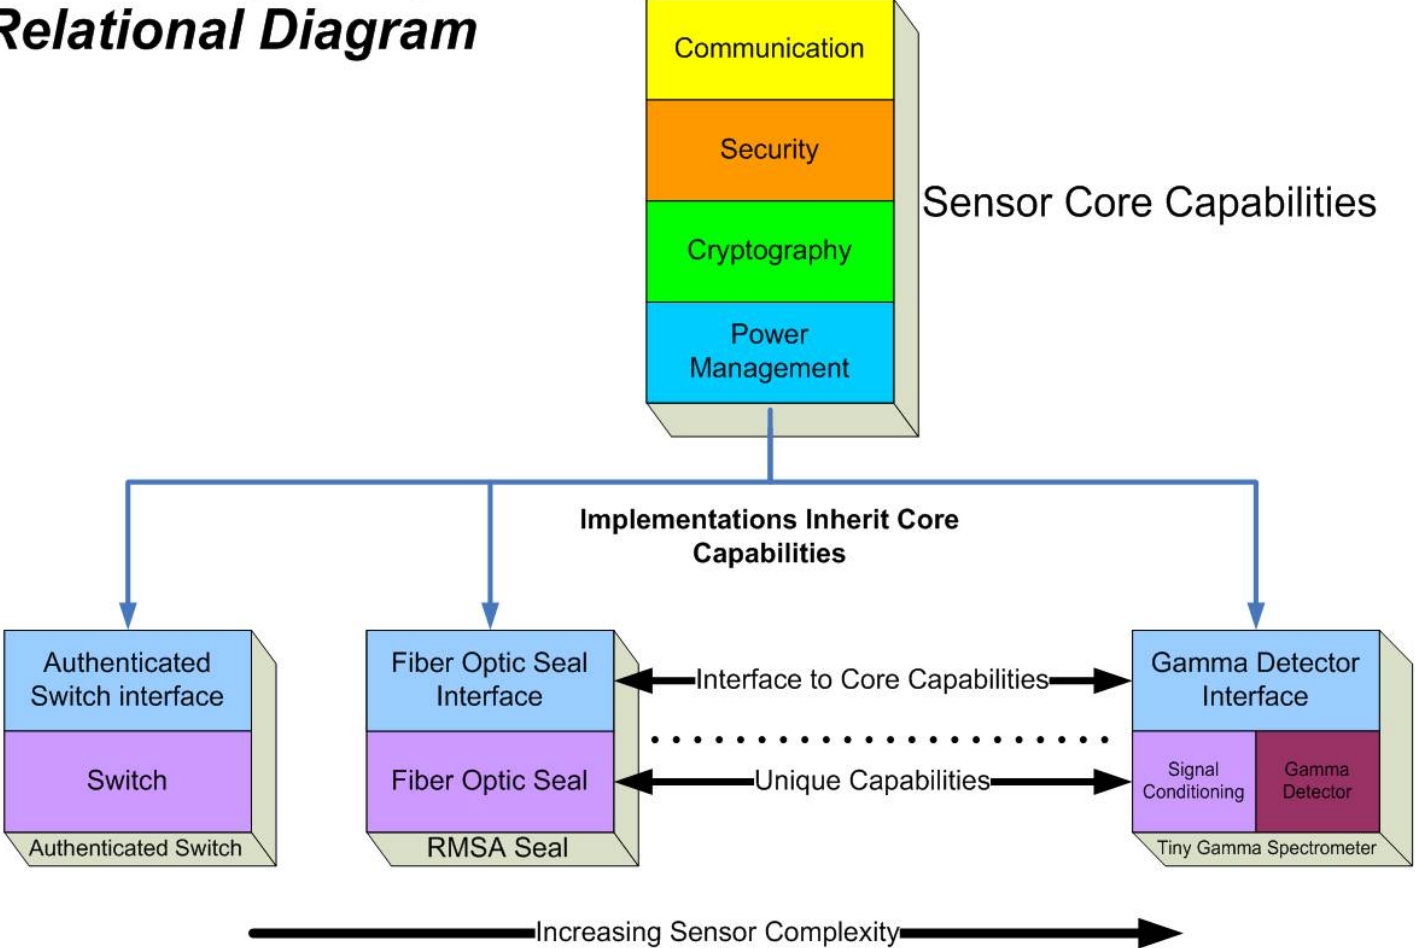 Relational Diagram
Communication
Security
Sensor Core Capabilities
Cryptography
Power
Management
Implementations Inherit Core
Capabilities
Authenticated
Switch interface
Switch
Authenticated Switch
Fiber Optic Seal
Interface
Fiber Optic Seal
RMSA Seal
Interface to Core Capabilities
Unique Capabilities
Gamma Detector
Interface
Signal
Conditioning
Gamma
Detector
Tiny Gamma Spectrometer
Increasing Sensor Complexity